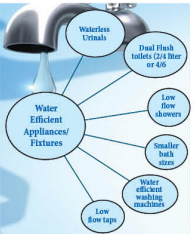 Waterless
Urinals
Dual Flush
toilets (2/4 liter
or 4/6
Low
flow
showers
Water
Efficient
Appliances/
Fixtures
Smaller
bath
sizes
Water
efficient
washing
machines
Low
flow taps